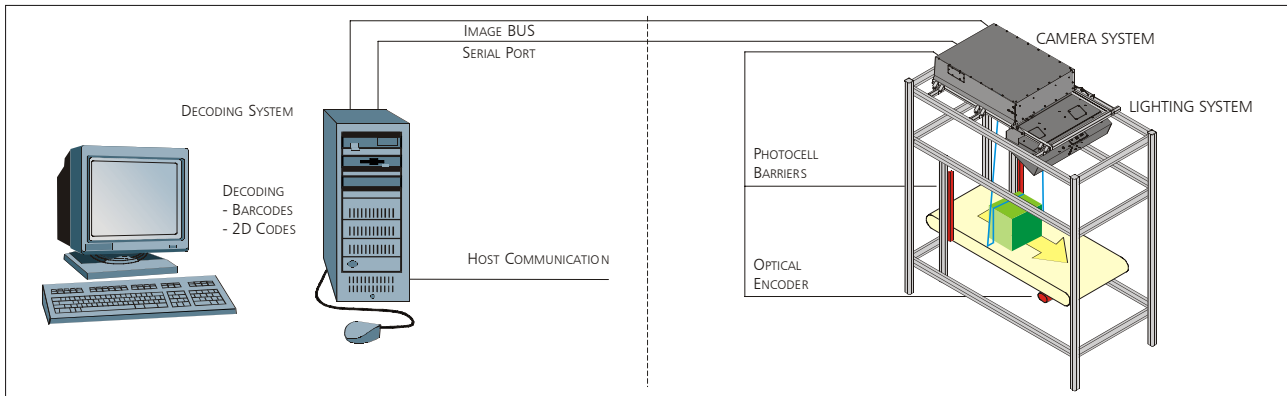 IMAGE BUS
SERIAL PORT
CAMERA SYSTEM
DECODING SYSTEM
LIGHTING SYSTEM
PHOTOCELL
BARRIERS
DECODING
- BARCODES
- 2D CODES
HOST COMMUNICATION
OPTICAL
ENCODER